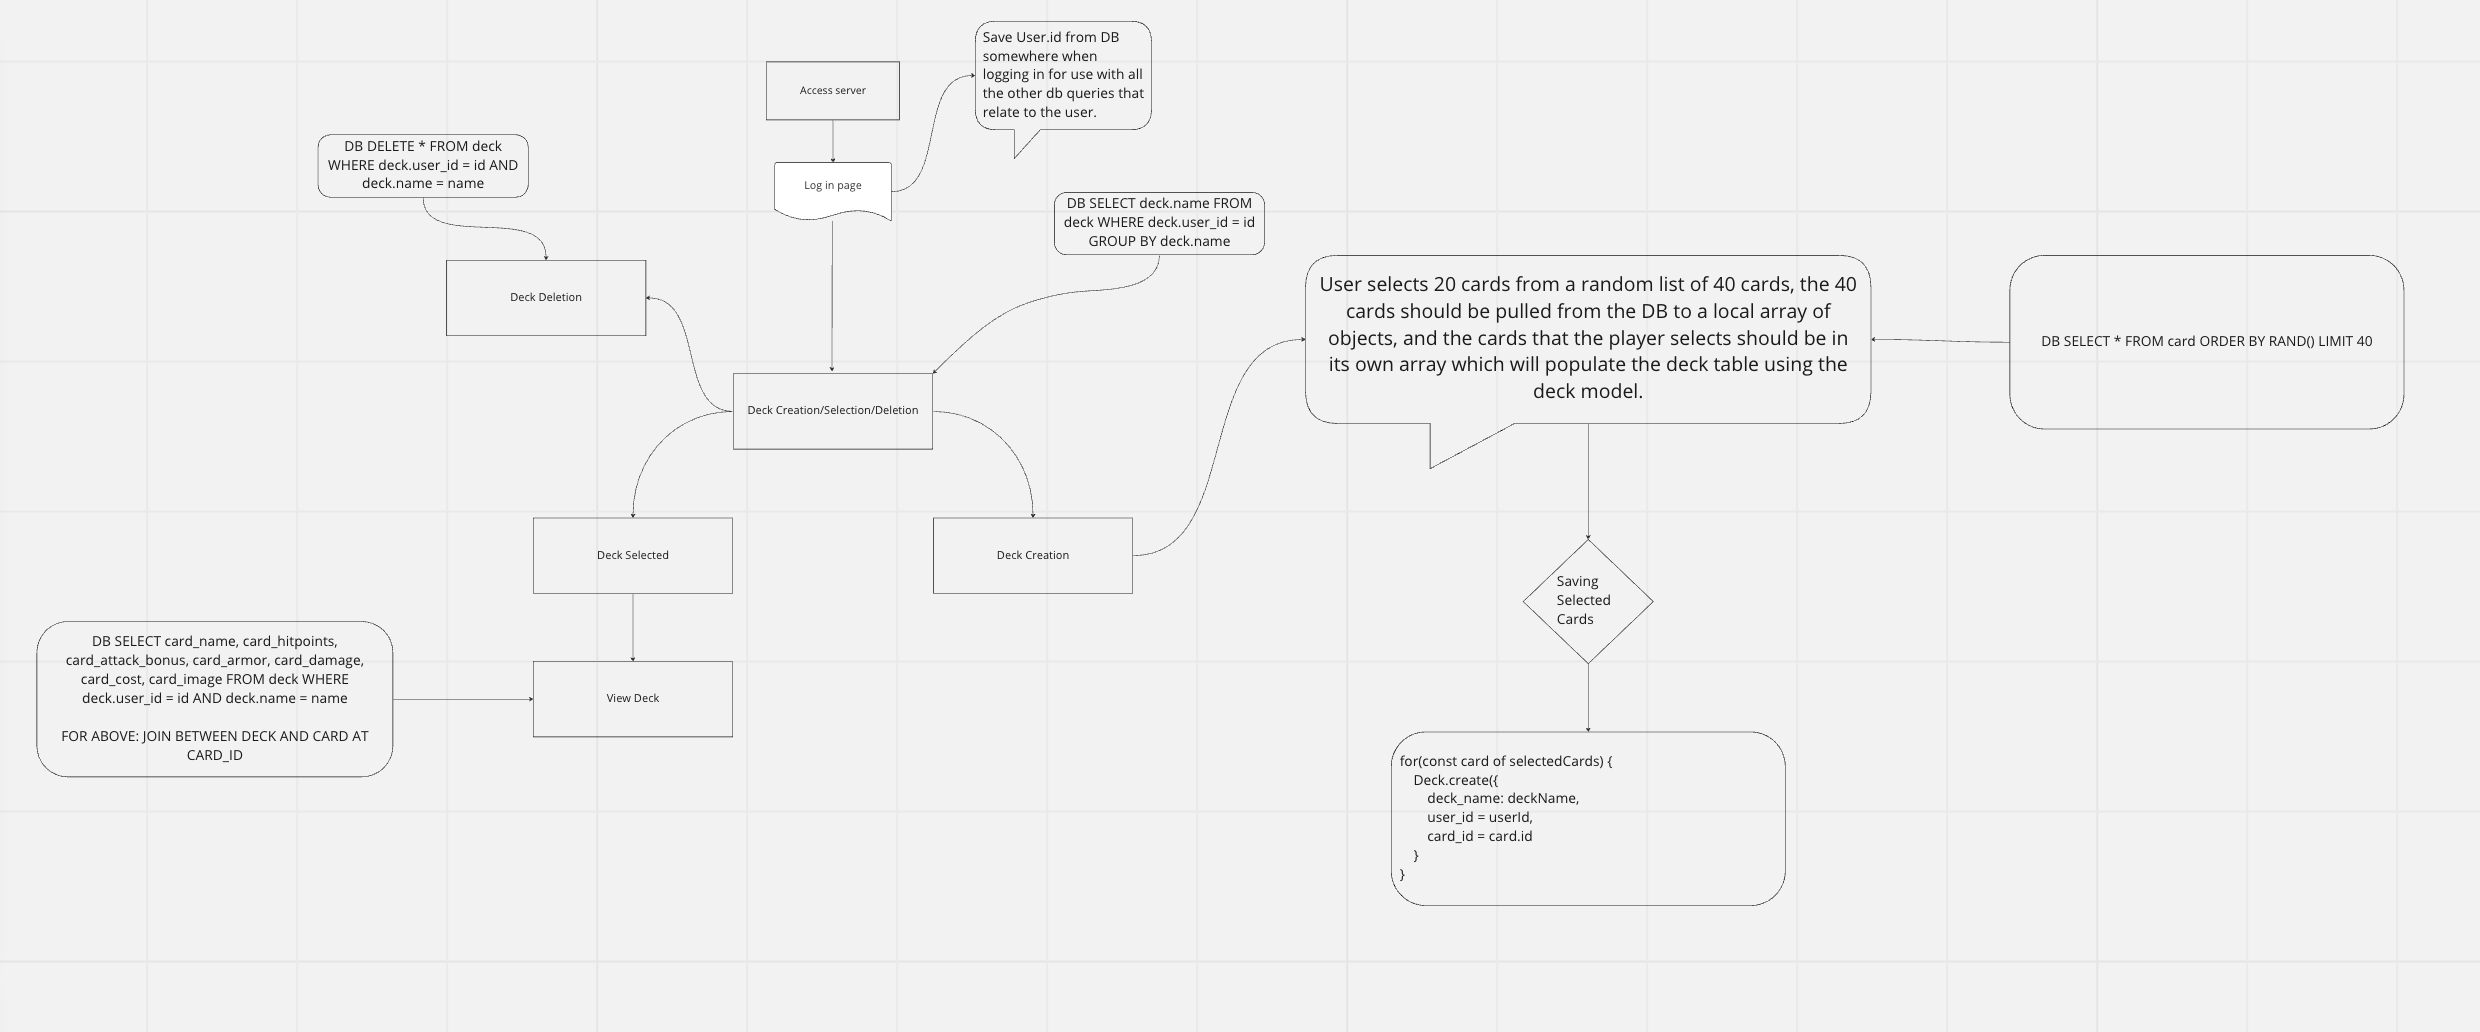 Save User.id from DB
somewhere when
logging in for use with all
the other db queries that
relate to the user.
Access server
DB DELETE * FROM deck
WHERE deck.user_id = id AND
deck.name = name
Log in page
DB SELECT deck.name FROM
deck WHERE deck.user_id = id
GROUP BY deck.name
Deck Deletion
User selects 20 cards from a random list of 40 cards, the 40
cards should be pulled from the DB to a local array of
objects, and the cards that the player selects should be in
its own array which will populate the deck table using the
deck model.
DB SELECT * FROM card ORDER BY RAND() LIMIT 40
Deck Creation/Selection/Deletion
Deck Selected
Deck Creation
Saving
Selected
Cards
DB SELECT card_name, card_hitpoints,
card_attack_bonus, card_armor, card_damage,
card_cost, card_image FROM deck WHERE
deck.user_id = id AND deck.name = name
FOR ABOVE: JOIN BETWEEN DECK AND CARD AT
CARD_ID
View Deck
for(const card of selectedCards) {
Deck.create({
deck_name: deckName,
user_id = userId,
card_id = card.id
}
}